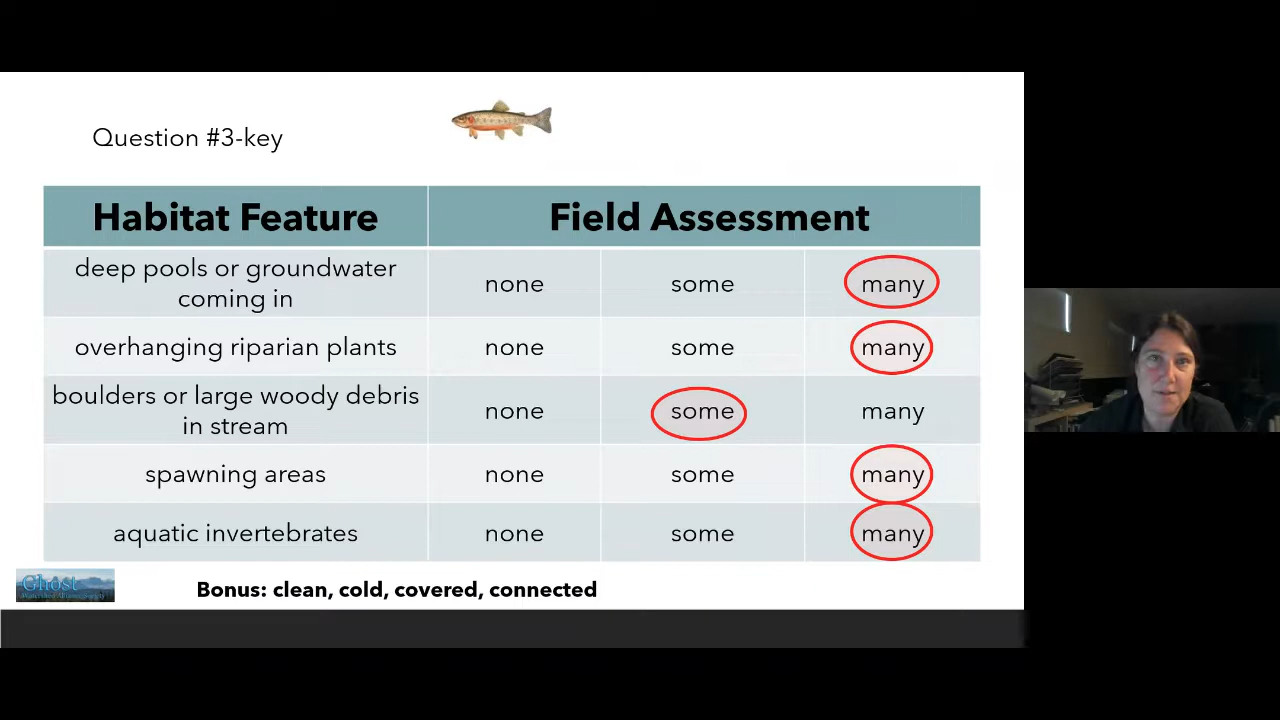 Question #3-key
Habitat Feature Field Assessment
deep pools or groundwater
coming in
none some many
overhanging riparian plants none some many
boulders or large woody debris
in stream
none some many
spawning areas none some many
aquatic invertebrates none some many
Ghost
Bonus: clean, cold, covered, connected